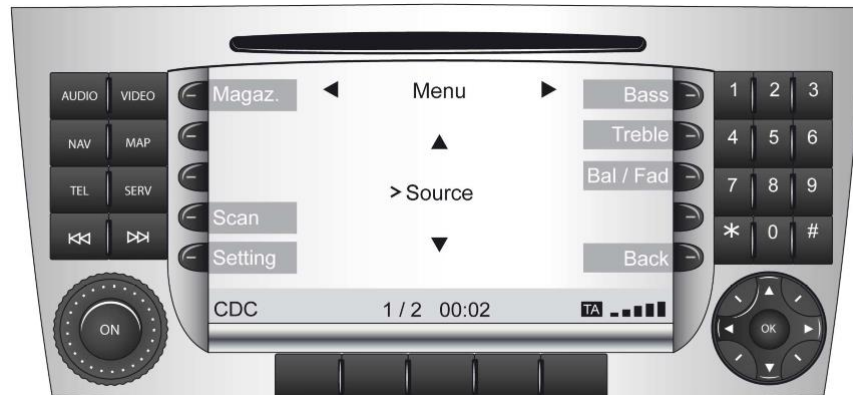 AUDIO VIDEO
NAV MAP
TEL SERV
ON
Magaz.
Scan
Setting
Menu
> Source
Bass
Treble
Bal / Fad
Back
CDC 1 / 2 00:02 TA
1 2 3
4 5 6
7 8 9
* 0 #
OK